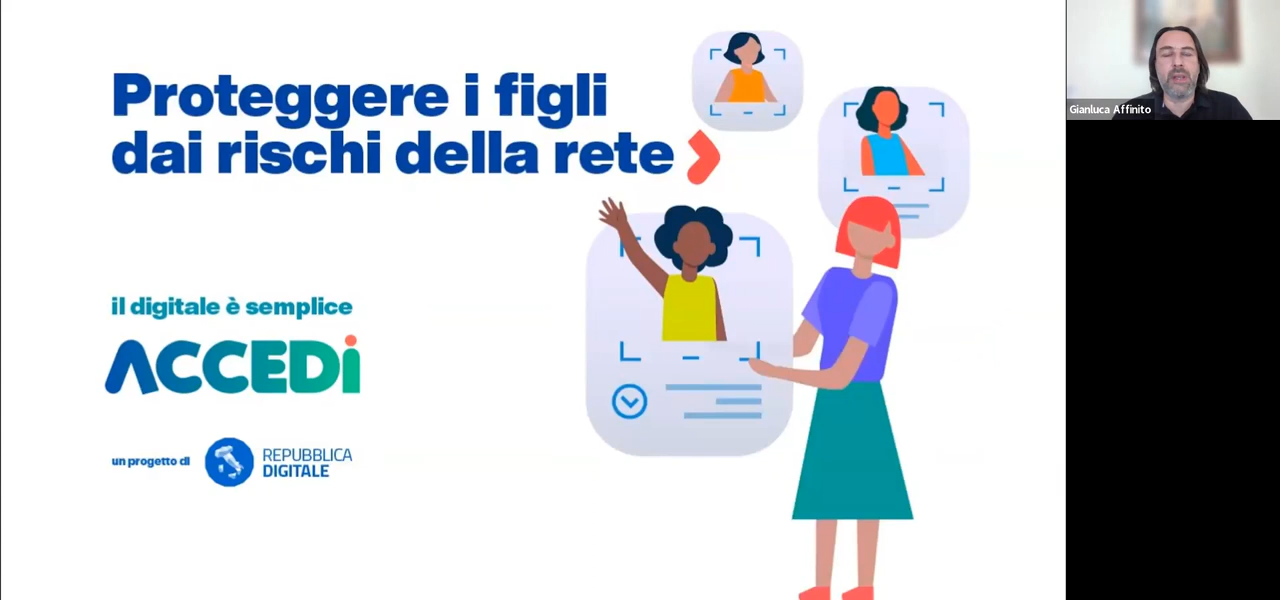 Proteggere i figli
dai rischi della rete
il digitale è semplice
ACCEDi
un progetto di
REPUBBLICA
DIGITALE
Gianluca Affinito